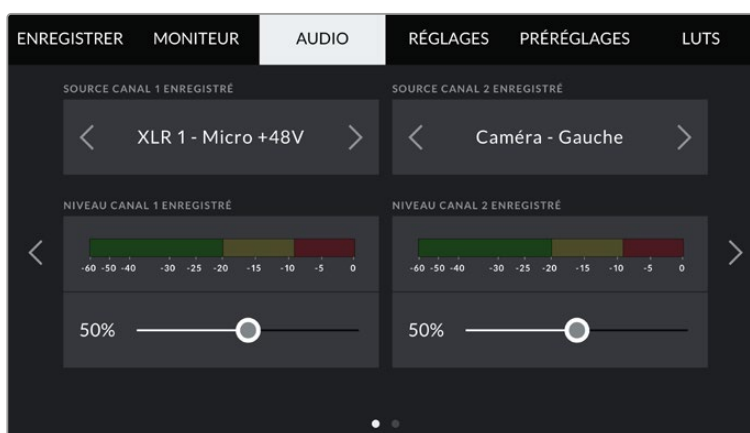 ENREGISTRER MONITEUR AUDIO RÉGLAGES PRÉRÉGLAGES LUTS
SOURCE CANAL 1 ENREGISTRÉ SOURCE CANAL 2 ENREGISTRÉ
XLR 1 - Micro +48V Caméra - Gauche
NIVEAU CANAL 1 ENREGISTRÉ NIVEAU CANAL 2 ENREGISTRÉ
-60 -50 -40 -30 -25 -20 -15 -10 -5 0 -60 -50 -40 -30 -25 -20 -15 -10 -5 0
50% 50%